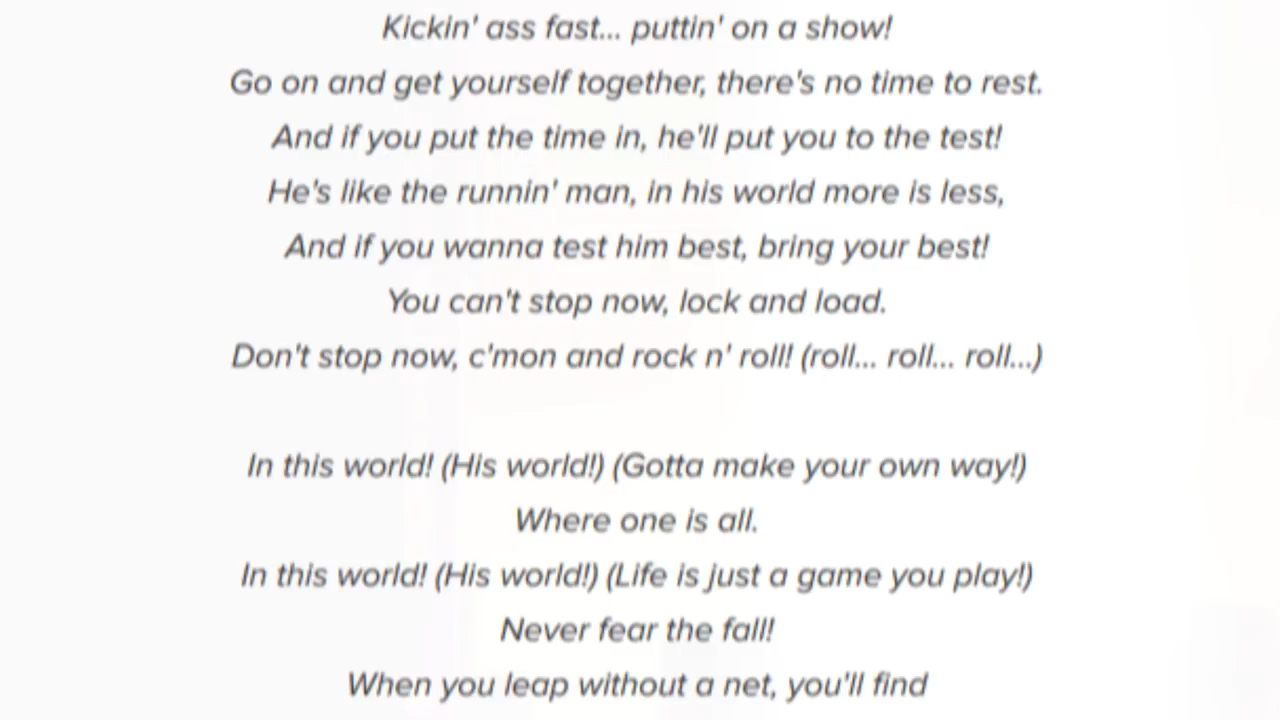 Kickin' ass fast... puttin' on a show!
Go on and get yourself together, there's no time to rest.
And if you put the time in, he'll put you to the test!
He's like the runnin' man, in his world more is less,
And if you wanna test him best, bring your best!
You can't stop now, lock and load.
Don't stop now, c'mon and rock n' roll! (roll... roll... roll...)
In this world! (His world!) (Gotta make your own way!)
Where one is all.
In this world! (His world!) (Life is just a game you play!)
Never fear the fall!
When you leap without a net, you'll find